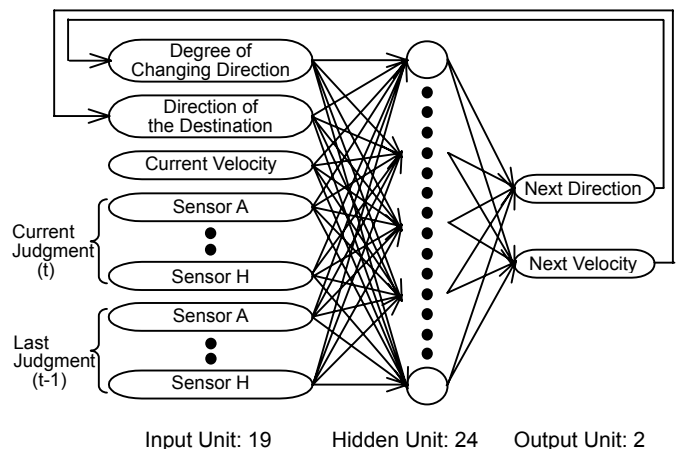 Degree of
Changing Direction
Direction of
the Destination
Current Velocity
Current
Judgment
(t)
Sensor A
Sensor H
Last
Judgment
(t-1)
Sensor A
Sensor H
Next Direction
Next Velocity
Input Unit: 19
Hidden Unit: 24
Output Unit: 2